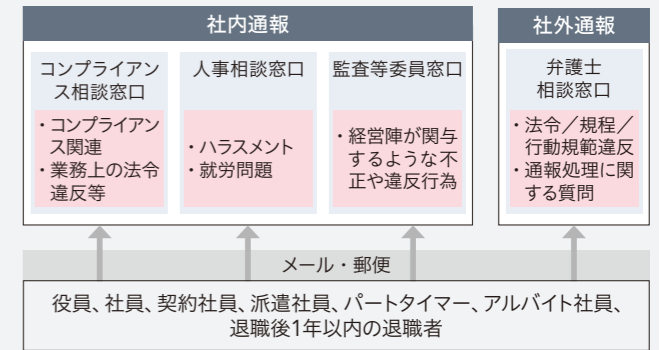 社内通報
コンプライアン
ス相談窓口
・コンプライアン
ス関連
・業務上の法令
違反等
人事相談窓口
・ハラスメント
・就労問題
監査等委員窓口
・経営陣が関与
するような不
正や違反行為
社外通報
弁護士
相談窓口
・法令／規程／
行動規範違反
・通報処理に関
する質問
メール・郵便
役員、社員、契約社員、派遣社員、パートタイマー、アルバイト社員、
退職後1年以内の退職者